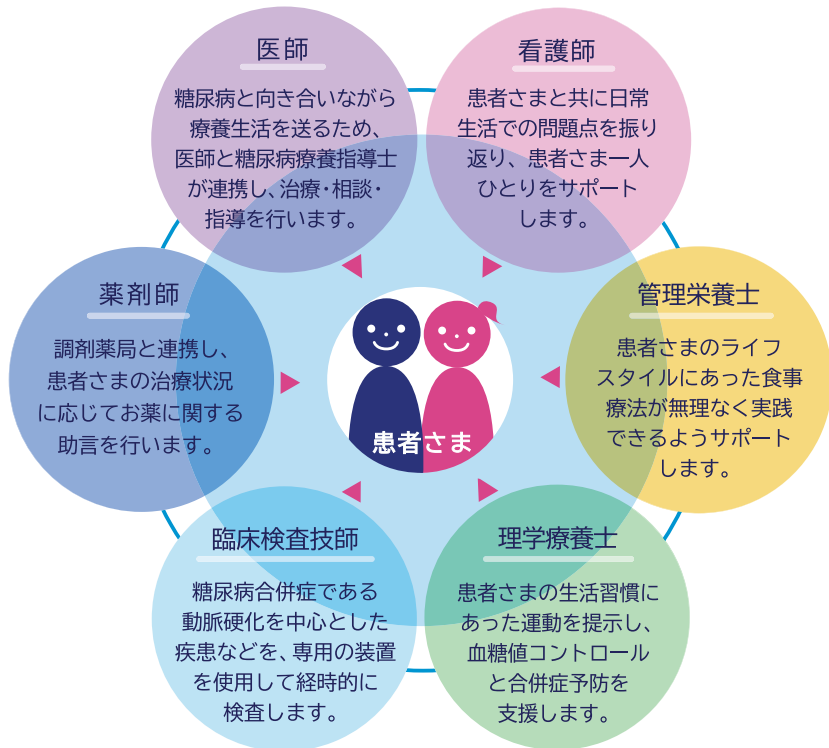 医師
糖尿病と向き合いながら
療養生活を送るため、
医師と糖尿病療養指導士
が連携し、治療・相談・
指導を行います。
看護師
患者さまと共に日常
生活での問題点を振り
返り、患者さま一人
ひとりをサポート
します。
薬剤師
調剤薬局と連携し、
患者さまの治療状況
に応じてお薬に関する
助言を行います。
患者さま
管理栄養士
患者さまのライフ
スタイルにあった食事
療法が無理なく実践
できるようサポート
します。
臨床検査技師
糖尿病合併症である
動脈硬化を中心とした
疾患などを、専用の装置
を使用して経時的に
検査します。
理学療養士
患者さまの生活習慣に
あった運動を提示し、
血糖値コントロール
と合併症予防を
支援します。